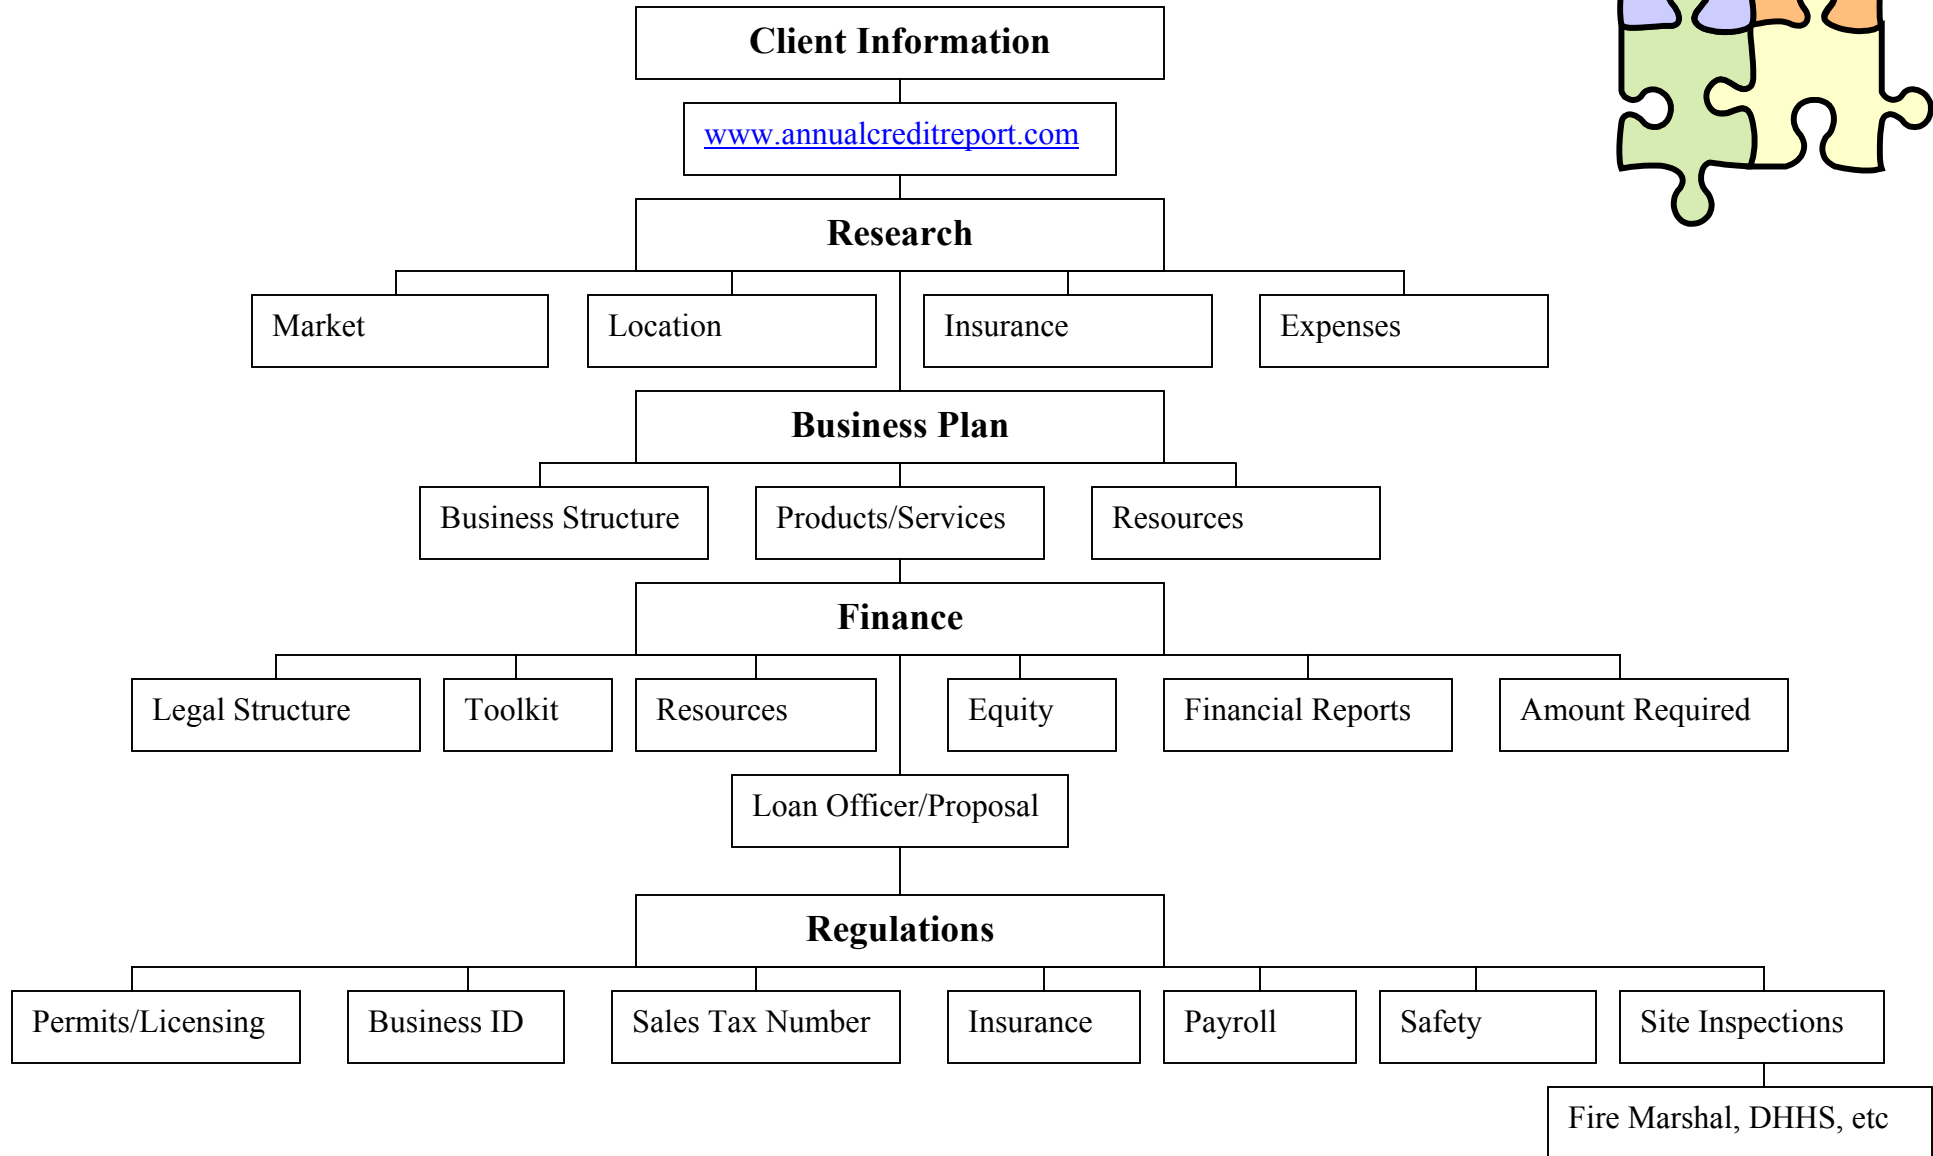 Client Information
www.annualcreditreport.com
Research
Market
Location
Insurance
Expenses
Business Plan
Business Structure
Products/Services
Resources
Finance
Legal Structure
Toolkit
Resources
Equity
Financial Reports
Amount Required
Loan Officer/Proposal
Regulations
Permits/Licensing
Business ID
Sales Tax Number
Insurance
Payroll
Safety
Site Inspections
Fire Marshal, DHHS, etc